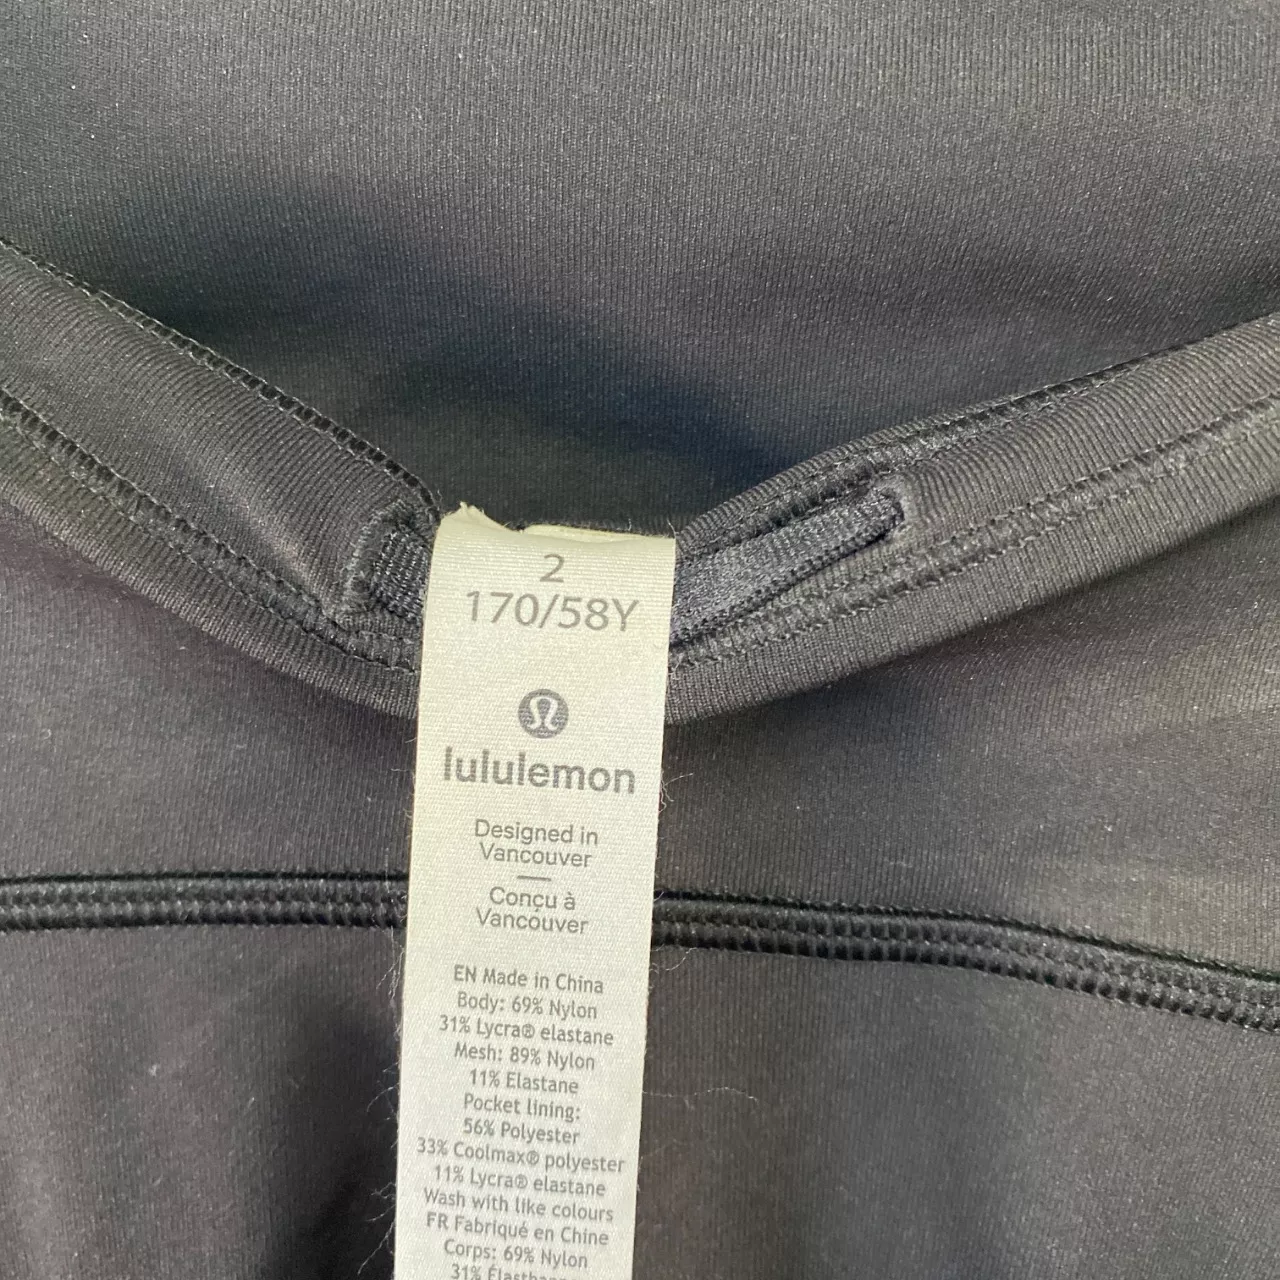 2
170/58Y
lululemon
Designed in
Vancouver
Conçu à
Vancouver
EN Made in China
Body: 69% Nylon
31% Lycra® elastane
Mesh: 89% Nylon
11% Elastane
Pocket lining:
56% Polyester
33% Coolmax® polyester
11% Lycra® elastane
Wash with like colours
FR Fabriqué en Chine
Corps: 69% Nylon
31%